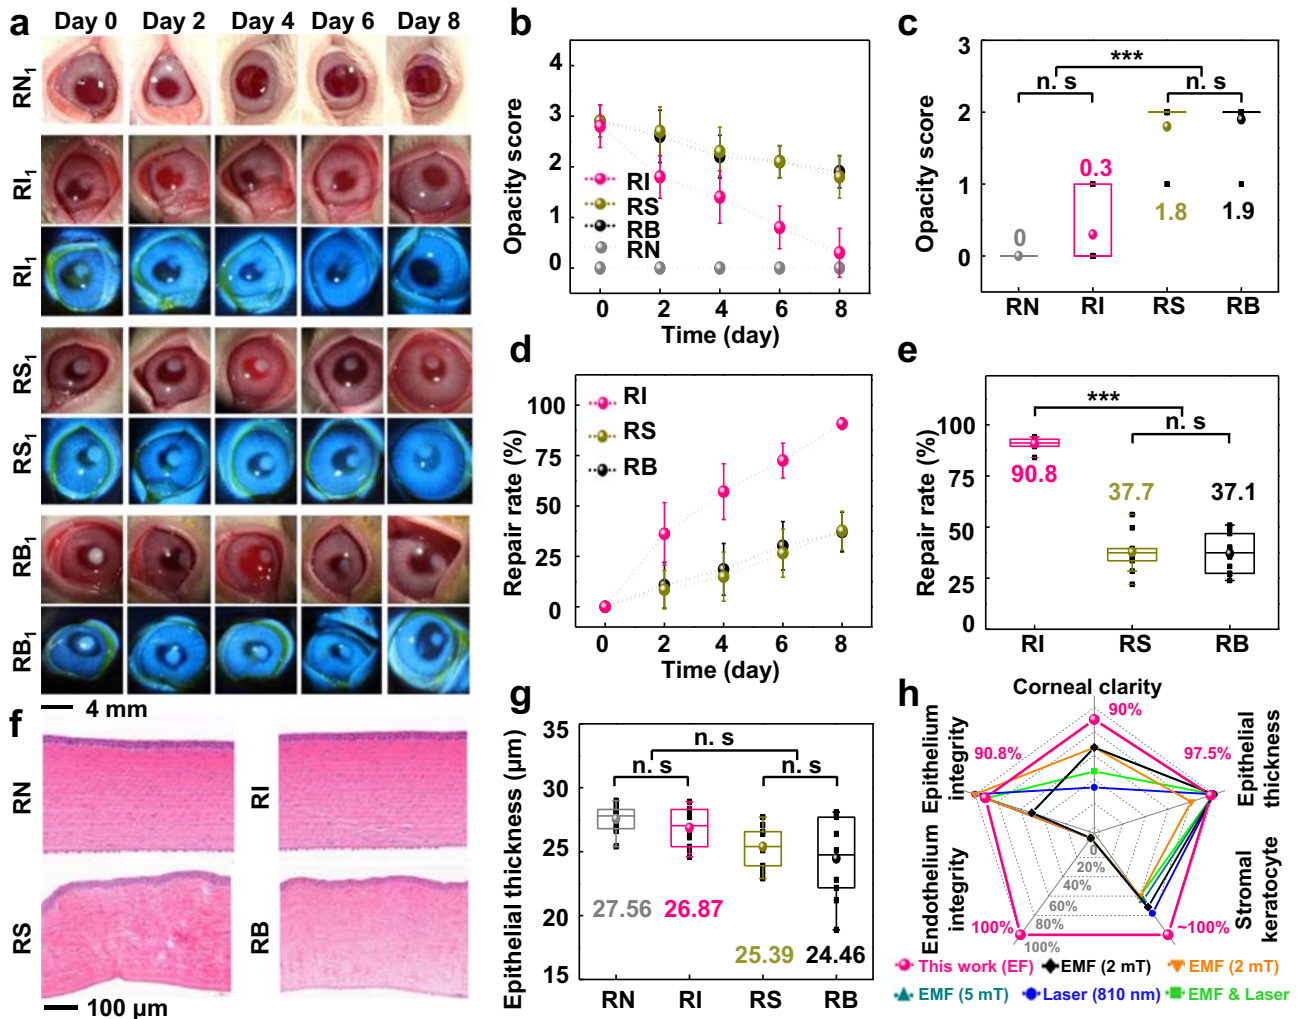 a
Day 0 Day 2 Day 4 Day 6 Day 8
RN1
RI1
RI1
RS1
RS1
RB1
RB1
4 mm
b
Opacity score
4
3
2
1
0
RI
RS
RB
RN
0 2 4 6 8
Time (day)
c
Opacity score
3
2
1
0
***
n. s
n. s
0
0.3
1.8
1.9
RN RI RS RB
d
Repair rate (%)
100
75
50
25
0
RI
RS
RB
0 2 4 6 8
Time (day)
e
Repair rate (%)
100
75
50
25
0
***
n. s
90.8
37.7
37.1
RI RS RB
f
RN
RI
RS
RB
100 µm
g
Epithelial thickness (µm)
35
30
25
20
15
n. s
n. s
n. s
27.56
26.87
25.39
24.46
RN RI RS RB
h
Corneal clarity
90%
Epithelium
integrity
90.8%
97.5%
Epithelial
thickness
Endothelium
integrity
100%
Stromal
keratocyte
~100%
0
20%
40%
60%
80%
100%
This work (EF) EMF (2 mT) EMF (2 mT)
EMF (5 mT) Laser (810 nm) EMF & Laser